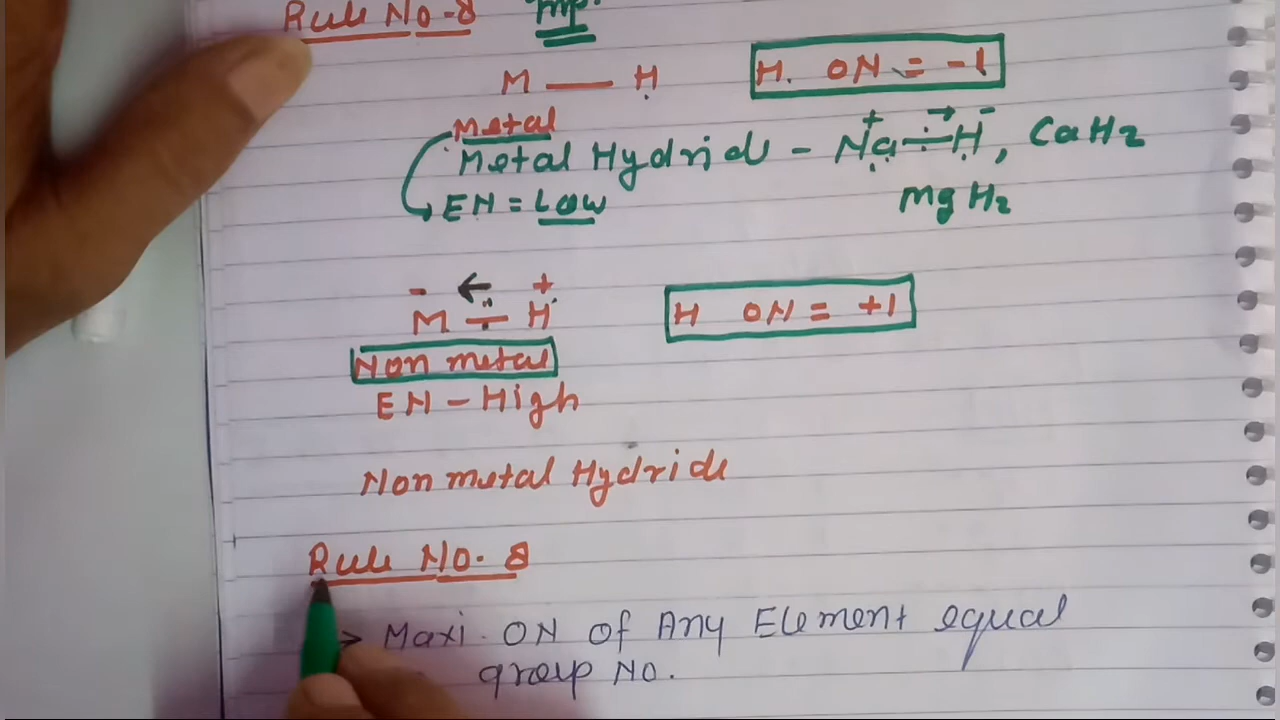 Rule No-8 Imp.
M — H H. ON = -1
Metal
Metal Hydrid - Na+ — H-, CaH2
EN = Low MgH2
- ← +
M — H H ON = +1
Non metal
EN - High
Non metal Hydride
Rule No. 8
> Maxi. ON Of Any Element equal
group No.